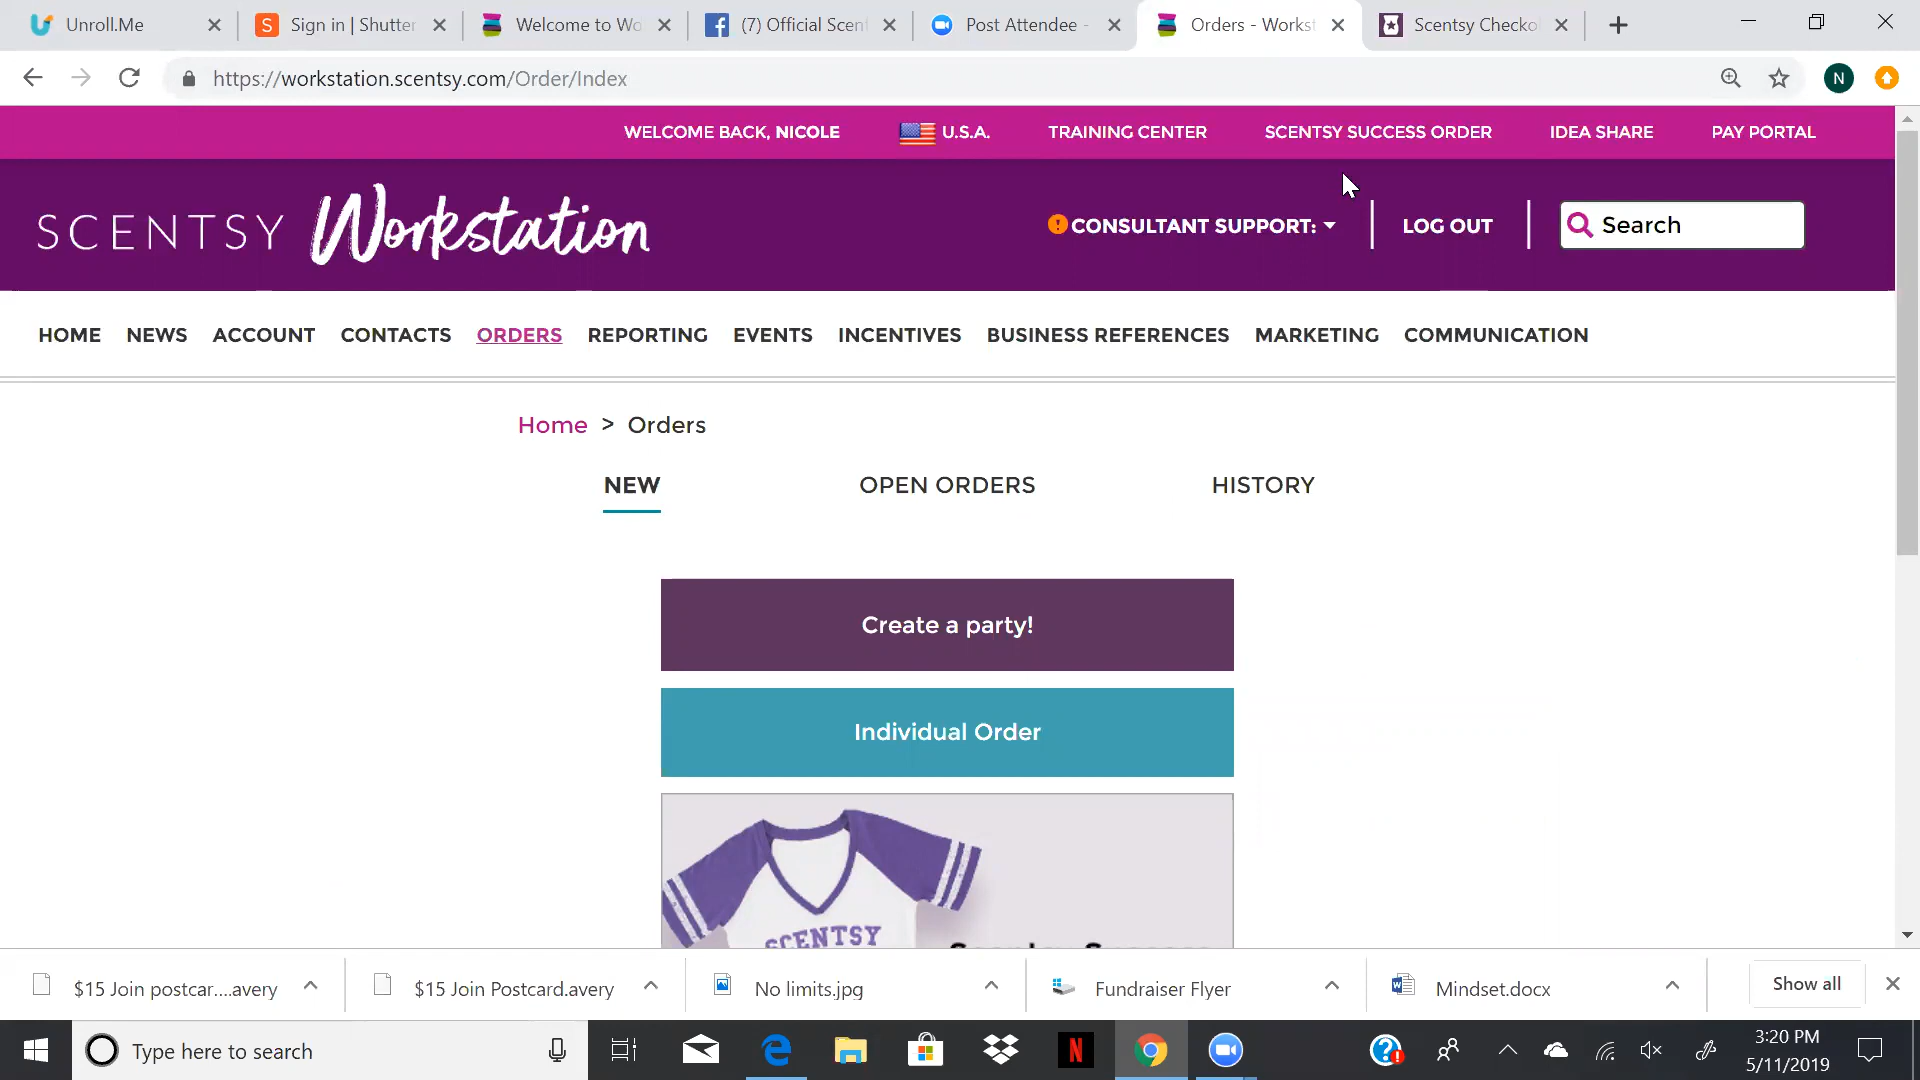 Unroll.Me
Sign in | Shutter
Welcome to Wo
(7) Official Scen
Post Attendee -
Orders - Workst
Scentsy Checko
https://workstation.scentsy.com/Order/Index
N
WELCOME BACK, NICOLE
U.S.A.
TRAINING CENTER
SCENTSY SUCCESS ORDER
IDEA SHARE
PAY PORTAL
SCENTSY Workstation
CONSULTANT SUPPORT:
LOG OUT
Search
HOME
NEWS
ACCOUNT
CONTACTS
ORDERS
REPORTING
EVENTS
INCENTIVES
BUSINESS REFERENCES
MARKETING
COMMUNICATION
Home > Orders
NEW
OPEN ORDERS
HISTORY
Create a party!
Individual Order
SCENTSY
$15 Join postcar....avery
$15 Join Postcard.avery
No limits.jpg
Fundraiser Flyer
Mindset.docx
Show all
Type here to search
3:20 PM
5/11/2019